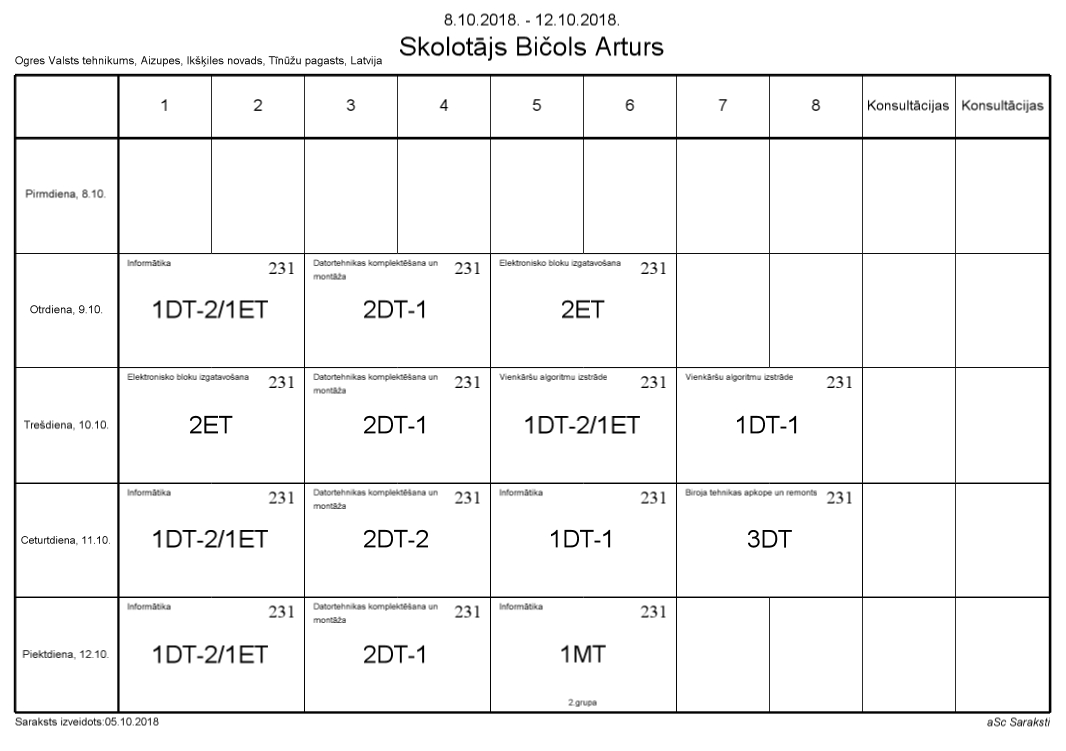 8.10.2018. - 12.10.2018.
Skolotājs Bičols Arturs
Ogres Valsts tehnikums, Aizupes, Ikšķiles novads, Tīnūžu pagasts, Latvija
1 2 3 4 5 6 7 8 Konsultācijas Konsultācijas
Pirmdiena, 8.10.
Otrdiena, 9.10.
Informātika 231
1DT-2/1ET
Datortehnikas komplektēšana un 231
montāža
2DT-1
Elektronisko bloku izgatavošana 231
2ET
Trešdiena, 10.10.
Elektronisko bloku izgatavošana 231
2ET
Datortehnikas komplektēšana un 231
montāža
2DT-1
Vienkāršu algoritmu izstrāde 231
1DT-2/1ET
Vienkāršu algoritmu izstrāde 231
1DT-1
Ceturtdiena, 11.10.
Informātika 231
1DT-2/1ET
Datortehnikas komplektēšana un 231
montāža
2DT-2
Informātika 231
1DT-1
Biroja tehnikas apkope un remonts 231
3DT
Piektdiena, 12.10.
Informātika 231
1DT-2/1ET
Datortehnikas komplektēšana un 231
montāža
2DT-1
Informātika 231
1MT
2.grupa
Saraksts izveidots:05.10.2018
aSc Saraksti